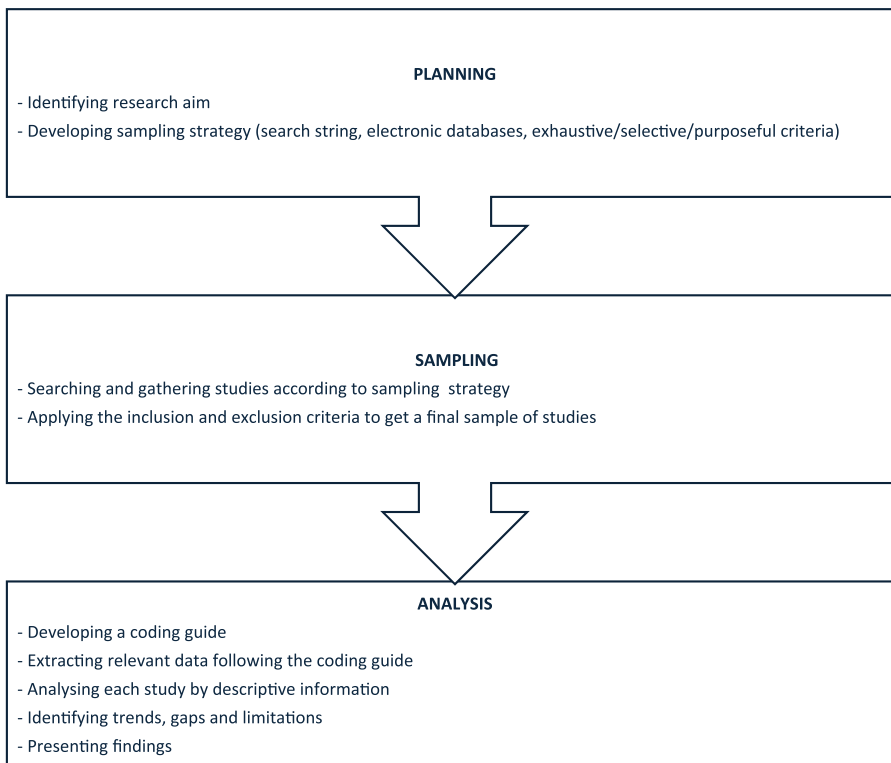 PLANNING
- Identifying research aim
- Developing sampling strategy (search string, electronic databases, exhaustive/selective/purposeful criteria)
SAMPLING
- Searching and gathering studies according to sampling  strategy
- Applying the inclusion and exclusion criteria to get a final sample of studies
ANALYSIS
- Developing a coding guide
- Extracting relevant data following the coding guide
- Analysing each study by descriptive information
- Identifying trends, gaps and limitations
- Presenting findings